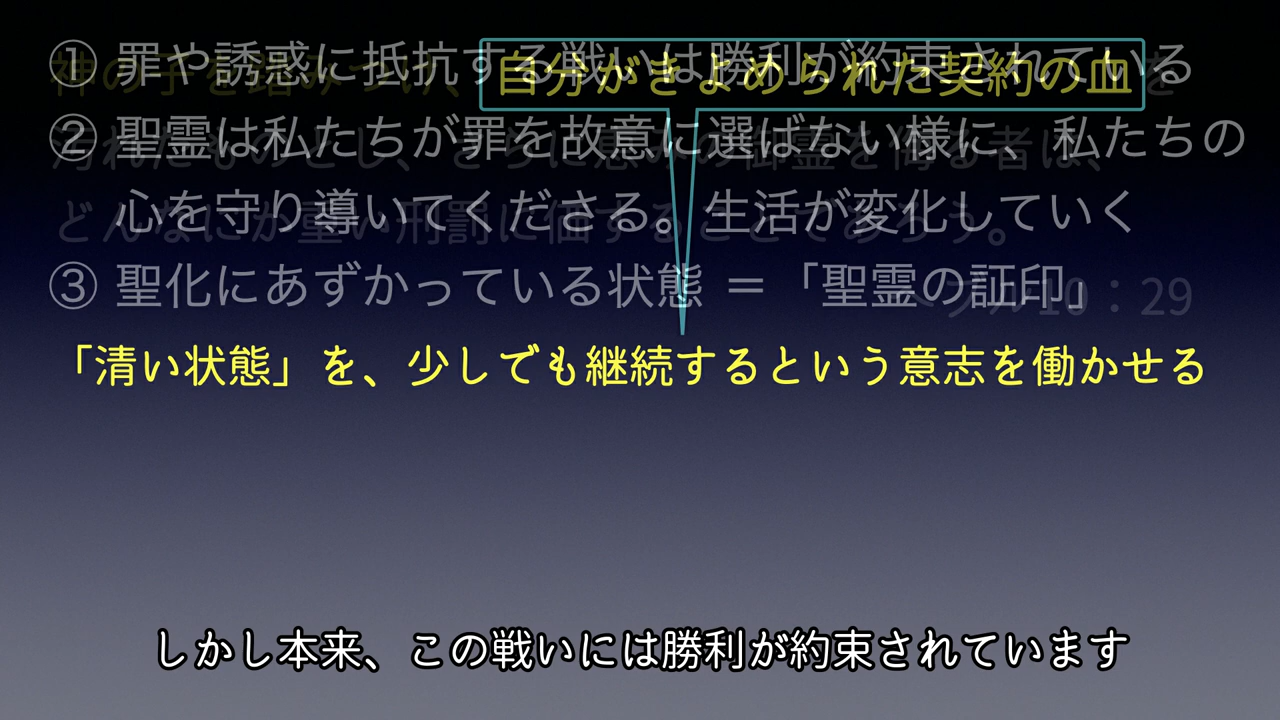 ① 罪や誘惑に抵抗する戦いは勝利が約束されている
自分がきよめられた契約の血
② 聖霊は私たちが罪を故意に選ばない様に、私たちの
心を守り導いてくださる。生活が変化していく
③ 聖化にあずかっている状態 ＝「聖霊の証印」
10：29
「清い状態」を、少しでも継続するという意志を働かせる
しかし本来、この戦いには勝利が約束されています